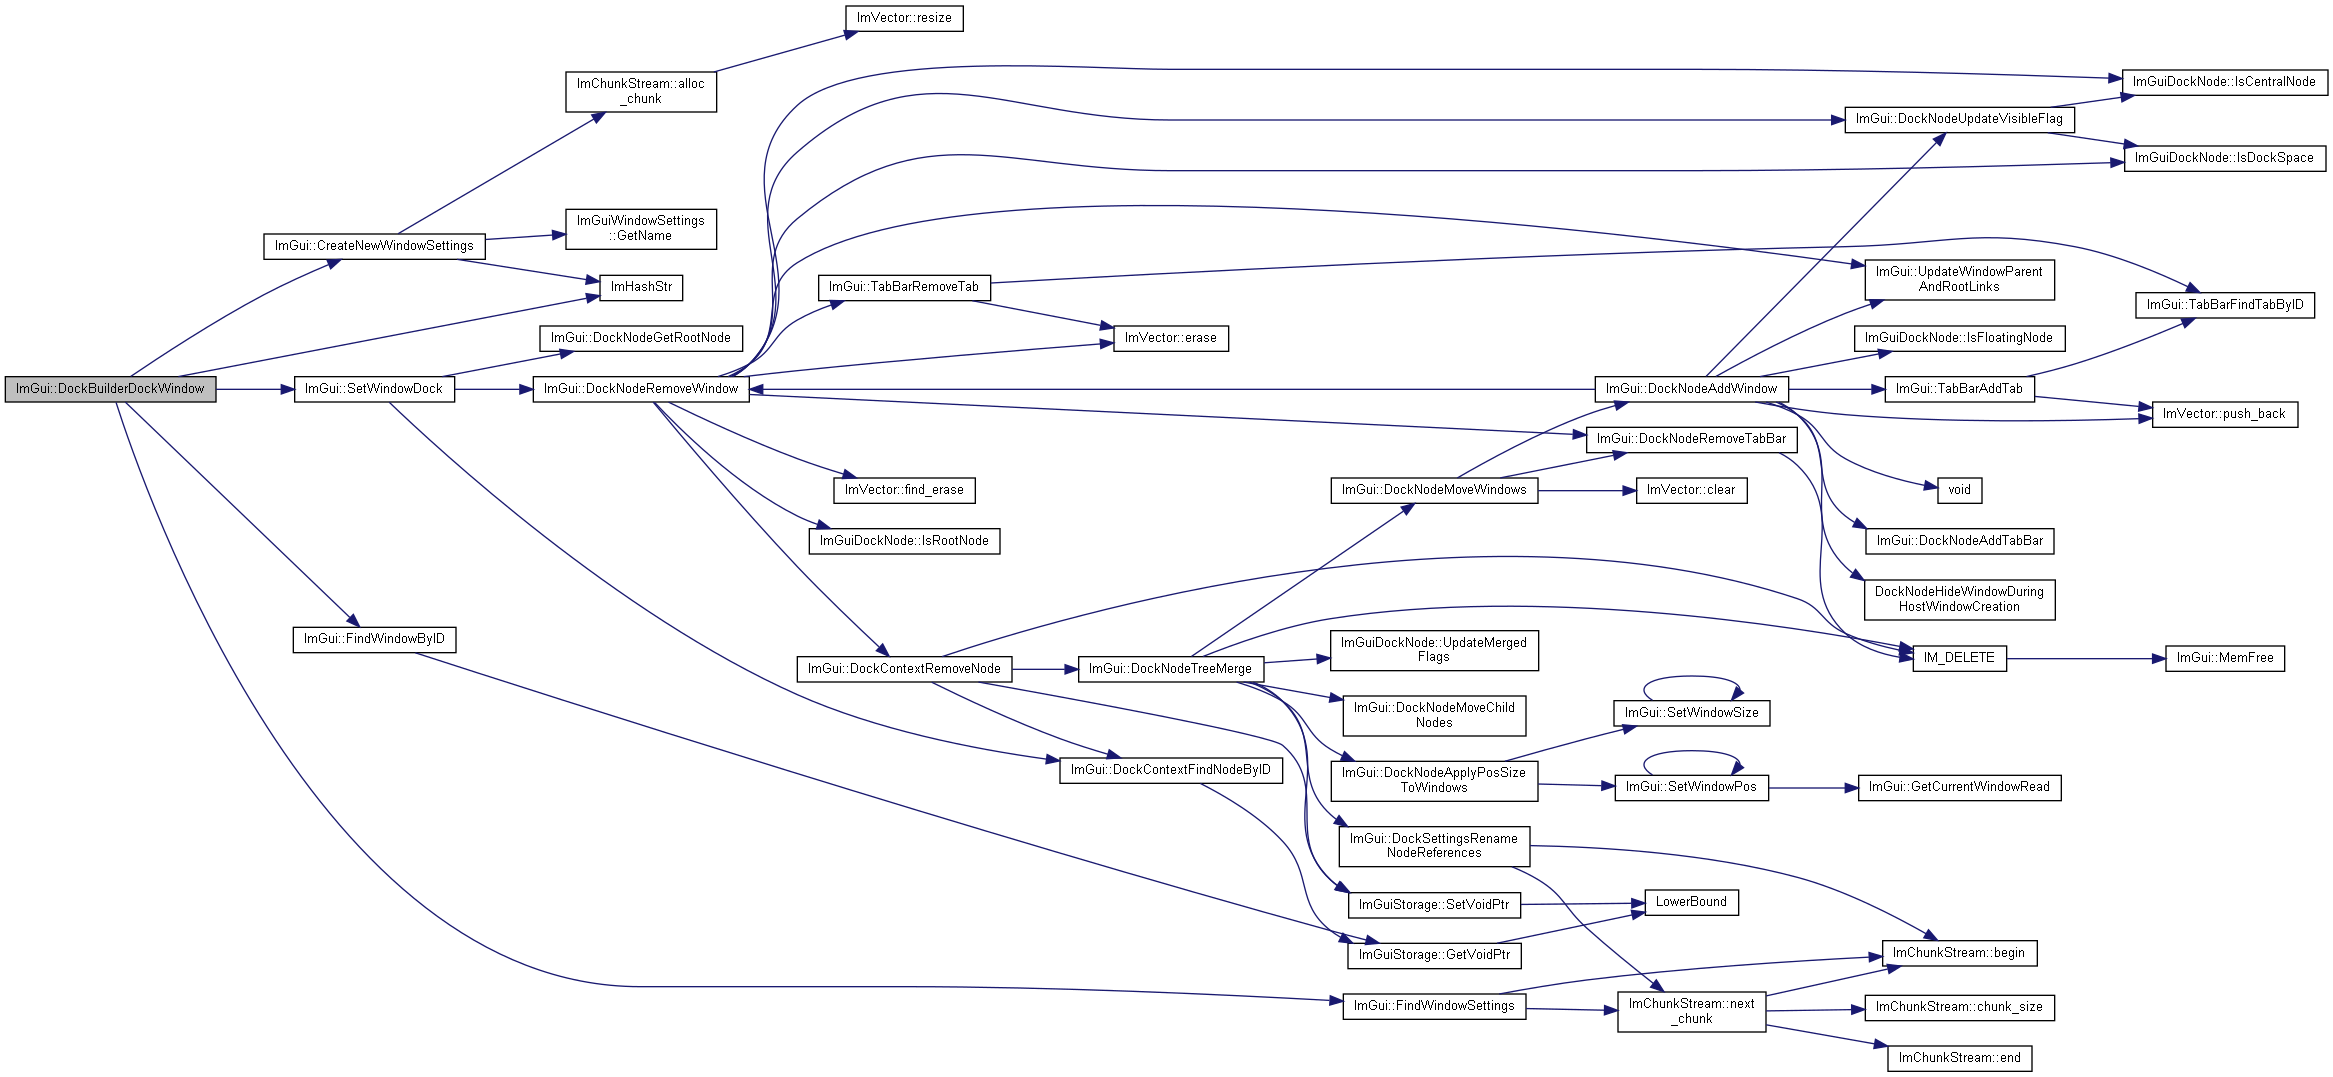 ImVector::resize
ImChunkStream::alloc
_chunk
ImGuiDockNode::IsCentralNode
ImGui::DockNodeUpdateVisibleFlag
ImGuiDockNode::IsDockSpace
ImGuiWindowSettings
::GetName
ImGui::CreateNewWindowSettings
ImHashStr
ImGui::TabBarRemoveTab
ImGui::UpdateWindowParent
AndRootLinks
ImGui::TabBarFindTabByID
ImGui::DockNodeGetRootNode
ImVector::erase
ImGuiDockNode::IsFloatingNode
ImGui::DockBuilderDockWindow
ImGui::SetWindowDock
ImGui::DockNodeRemoveWindow
ImGui::DockNodeAddWindow
ImGui::TabBarAddTab
ImVector::push_back
ImGui::DockNodeRemoveTabBar
ImVector::find_erase
ImGui::DockNodeMoveWindows
ImVector::clear
void
ImGuiDockNode::IsRootNode
ImGui::DockNodeAddTabBar
DockNodeHideWindowDuring
HostWindowCreation
ImGui::FindWindowByID
ImGuiDockNode::UpdateMerged
Flags
ImGui::DockContextRemoveNode
ImGui::DockNodeTreeMerge
IM_DELETE
ImGui::MemFree
ImGui::DockNodeMoveChild
Nodes
ImGui::SetWindowSize
ImGui::DockContextFindNodeByID
ImGui::DockNodeApplyPosSize
ToWindows
ImGui::SetWindowPos
ImGui::GetCurrentWindowRead
ImGui::DockSettingsRename
NodeReferences
ImGuiStorage::SetVoidPtr
LowerBound
ImGuiStorage::GetVoidPtr
ImChunkStream::begin
ImGui::FindWindowSettings
ImChunkStream::next
_chunk
ImChunkStream::chunk_size
ImChunkStream::end